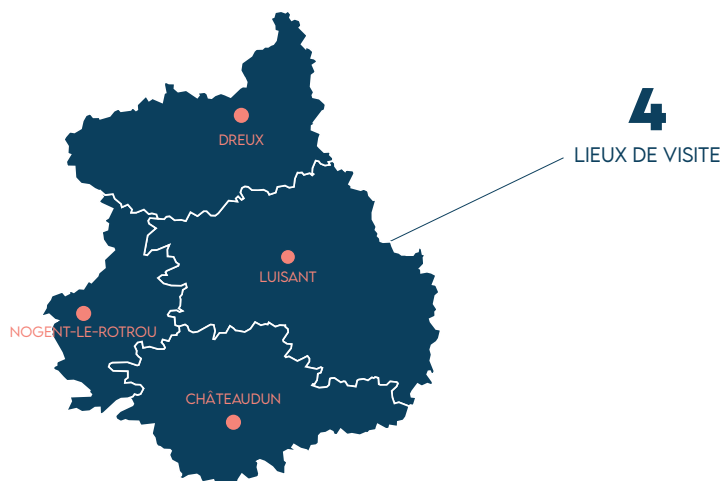 4
LIEUX DE VISITE
DREUX
LUISANT
NOGENT-LE-ROTROU
CHÂTEAUDUN